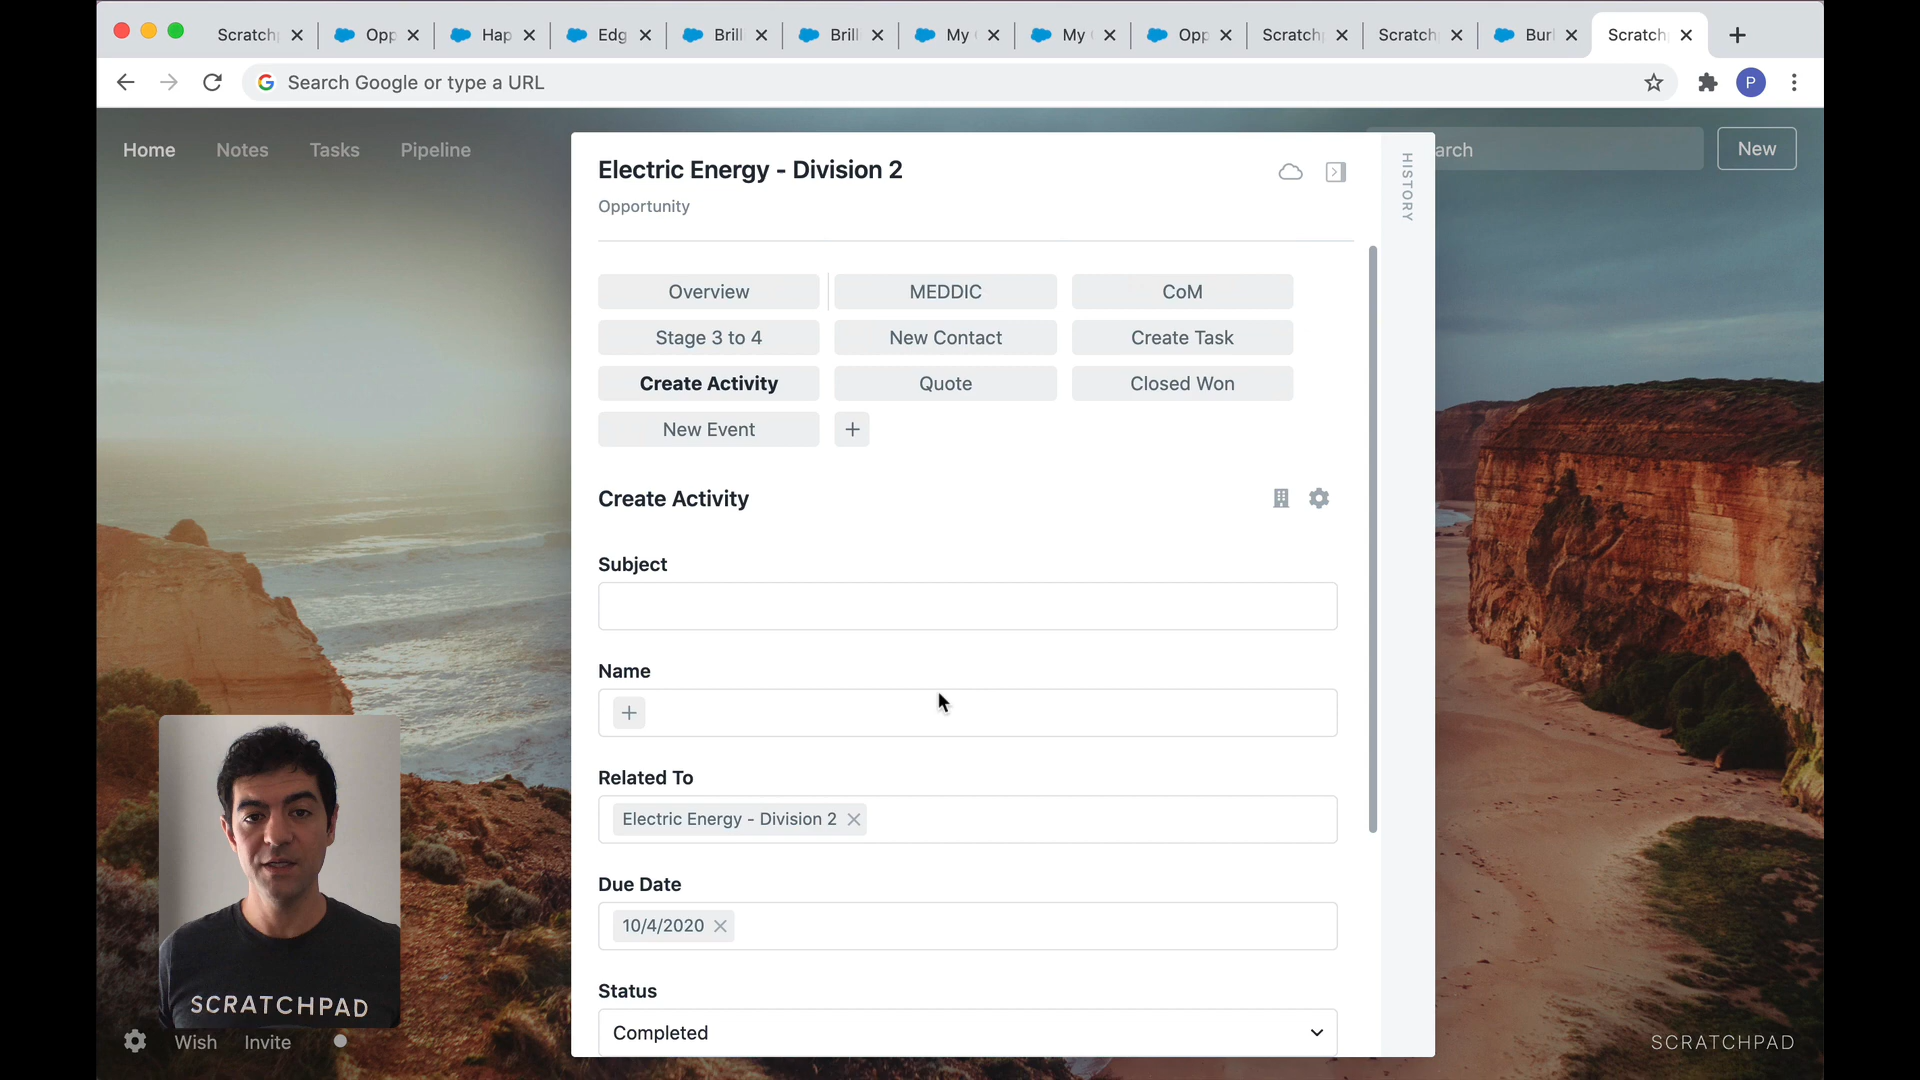 Scratch
Opp
Hap
Edg
Brill
Brill
My
My
Opp
Scratch
Scratch
Burl
Scratch
Search Google or type a URL
P
Home
Notes
Tasks
Pipeline
arch
New
Electric Energy - Division 2
Opportunity
HISTORY
Overview
MEDDIC
CoM
Stage 3 to 4
New Contact
Create Task
Create Activity
Quote
Closed Won
New Event
Create Activity
Subject
Name
Related To
Electric Energy - Division 2
Due Date
10/4/2020
Status
Completed
SCRATCHPAD
Wish
Invite
SCRATCHPAD